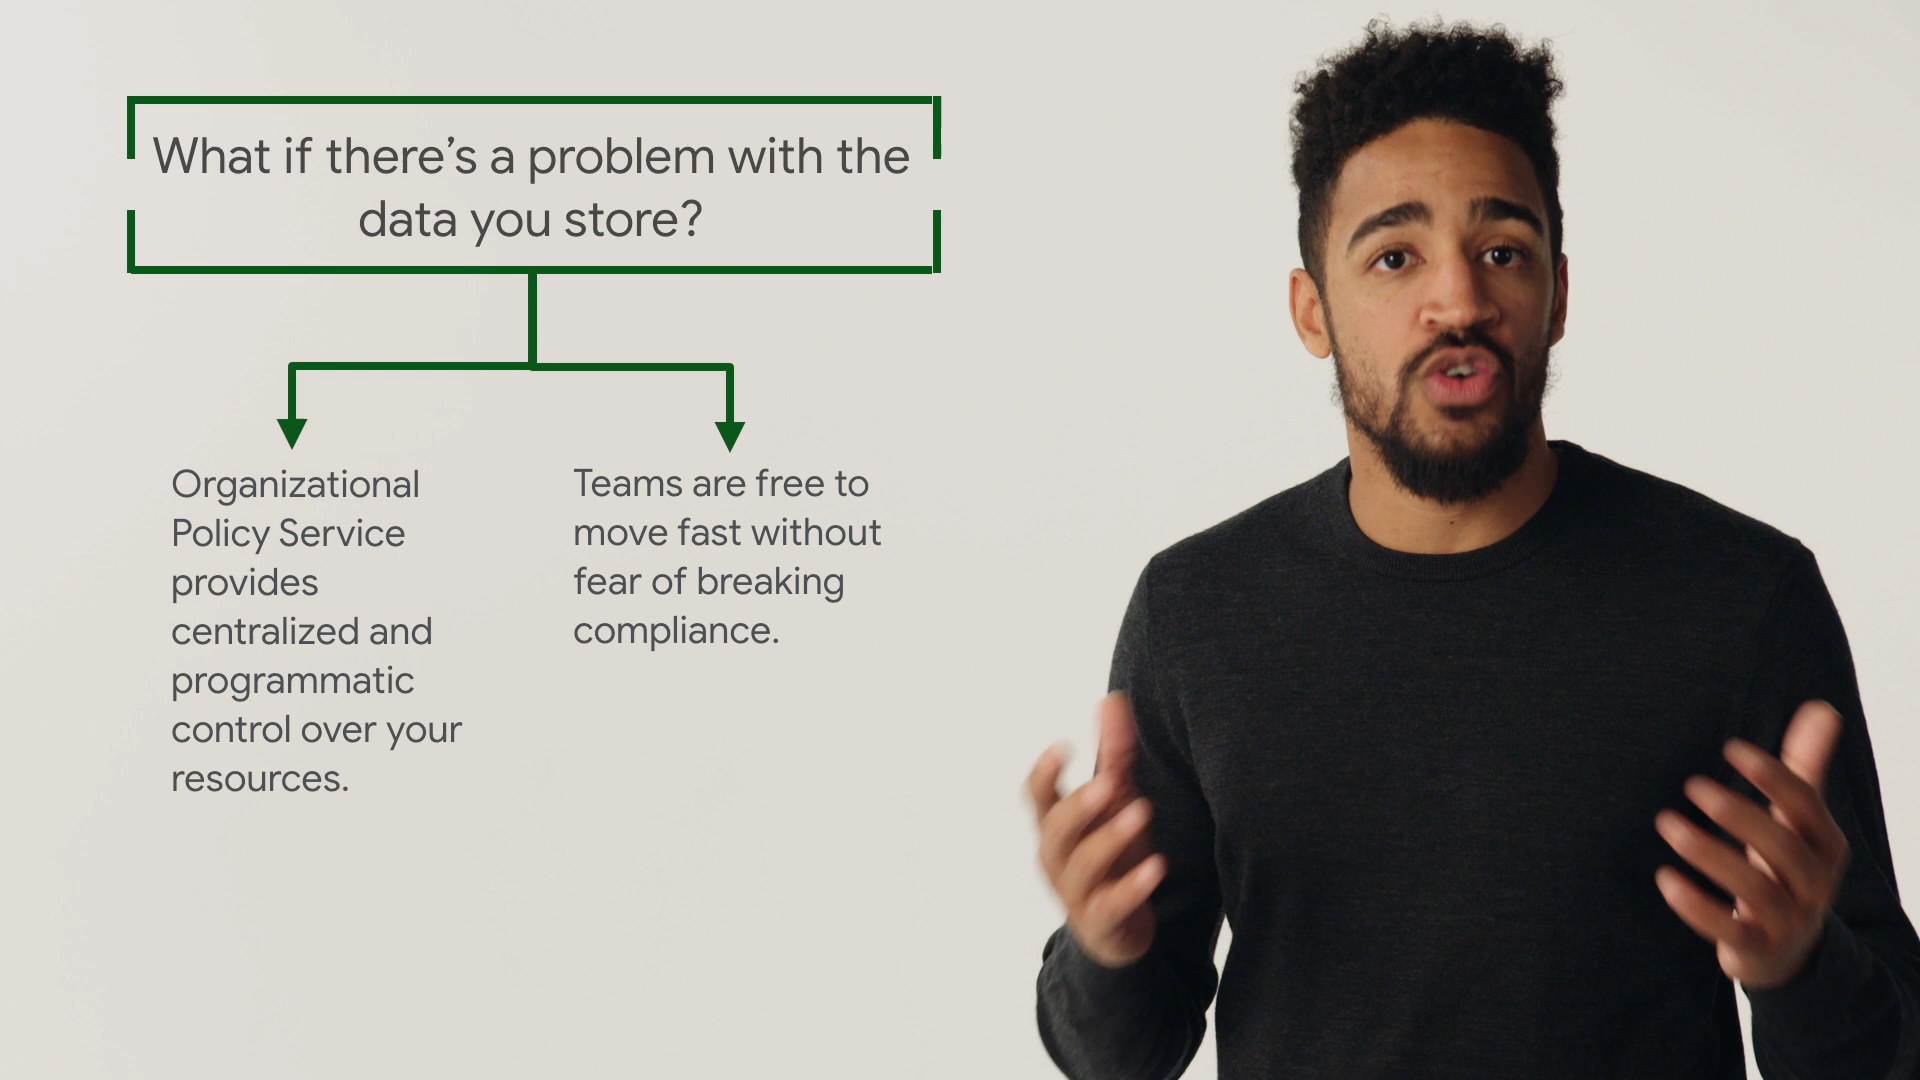 What if there’s a problem with the
data you store?
Organizational
Policy Service
provides
centralized and
programmatic
control over your
resources.
Teams are free to
move fast without
fear of breaking
compliance.